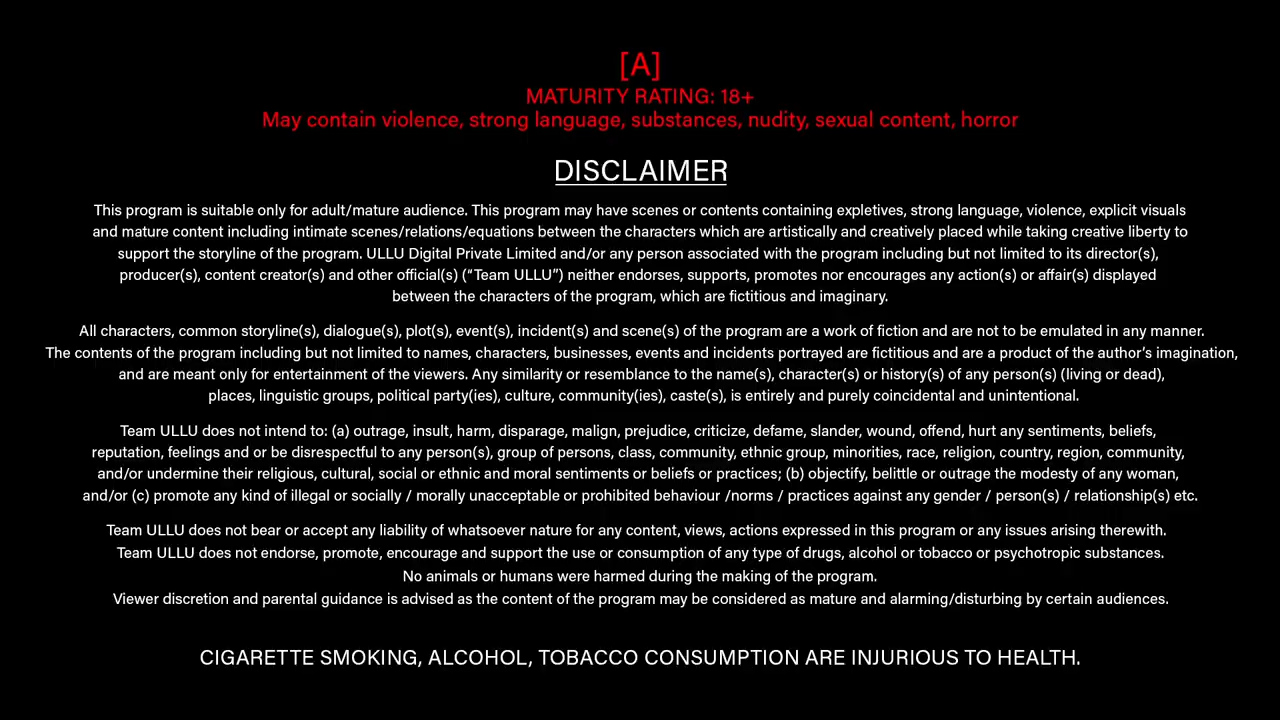 [A]
MATURITY RATING: 18+
May contain violence, strong language, substances, nudity, sexual content, horror
DISCLAIMER
This program is suitable only for adult/mature audience. This program may have scenes or contents containing expletives, strong language, violence, explicit visuals
and mature content including intimate scenes/relations/equations between the characters which are artistically and creatively placed while taking creative liberty to
support the storyline of the program. ULLU Digital Private Limited and/or any person associated with the program including but not limited to its director(s),
producer(s), content creator(s) and other official(s) (“Team ULLU”) neither endorses, supports, promotes nor encourages any action(s) or affair(s) displayed
between the characters of the program, which are fictitious and imaginary.
All characters, common storyline(s), dialogue(s), plot(s), event(s), incident(s) and scene(s) of the program are a work of fiction and are not to be emulated in any manner.
The contents of the program including but not limited to names, characters, businesses, events and incidents portrayed are fictitious and are a product of the author’s imagination,
and are meant only for entertainment of the viewers. Any similarity or resemblance to the name(s), character(s) or history(s) of any person(s) (living or dead),
places, linguistic groups, political party(ies), culture, community(ies), caste(s), is entirely and purely coincidental and unintentional.
Team ULLU does not intend to: (a) outrage, insult, harm, disparage, malign, prejudice, criticize, defame, slander, wound, offend, hurt any sentiments, beliefs,
reputation, feelings and or be disrespectful to any person(s), group of persons, class, community, ethnic group, minorities, race, religion, country, region, community,
and/or undermine their religious, cultural, social or ethnic and moral sentiments or beliefs or practices; (b) objectify, belittle or outrage the modesty of any woman,
and/or (c) promote any kind of illegal or socially / morally unacceptable or prohibited behaviour /norms / practices against any gender / person(s) / relationship(s) etc.
Team ULLU does not bear or accept any liability of whatsoever nature for any content, views, actions expressed in this program or any issues arising therewith.
Team ULLU does not endorse, promote, encourage and support the use or consumption of any type of drugs, alcohol or tobacco or psychotropic substances.
No animals or humans were harmed during the making of the program.
Viewer discretion and parental guidance is advised as the content of the program may be considered as mature and alarming/disturbing by certain audiences.
CIGARETTE SMOKING, ALCOHOL, TOBACCO CONSUMPTION ARE INJURIOUS TO HEALTH.